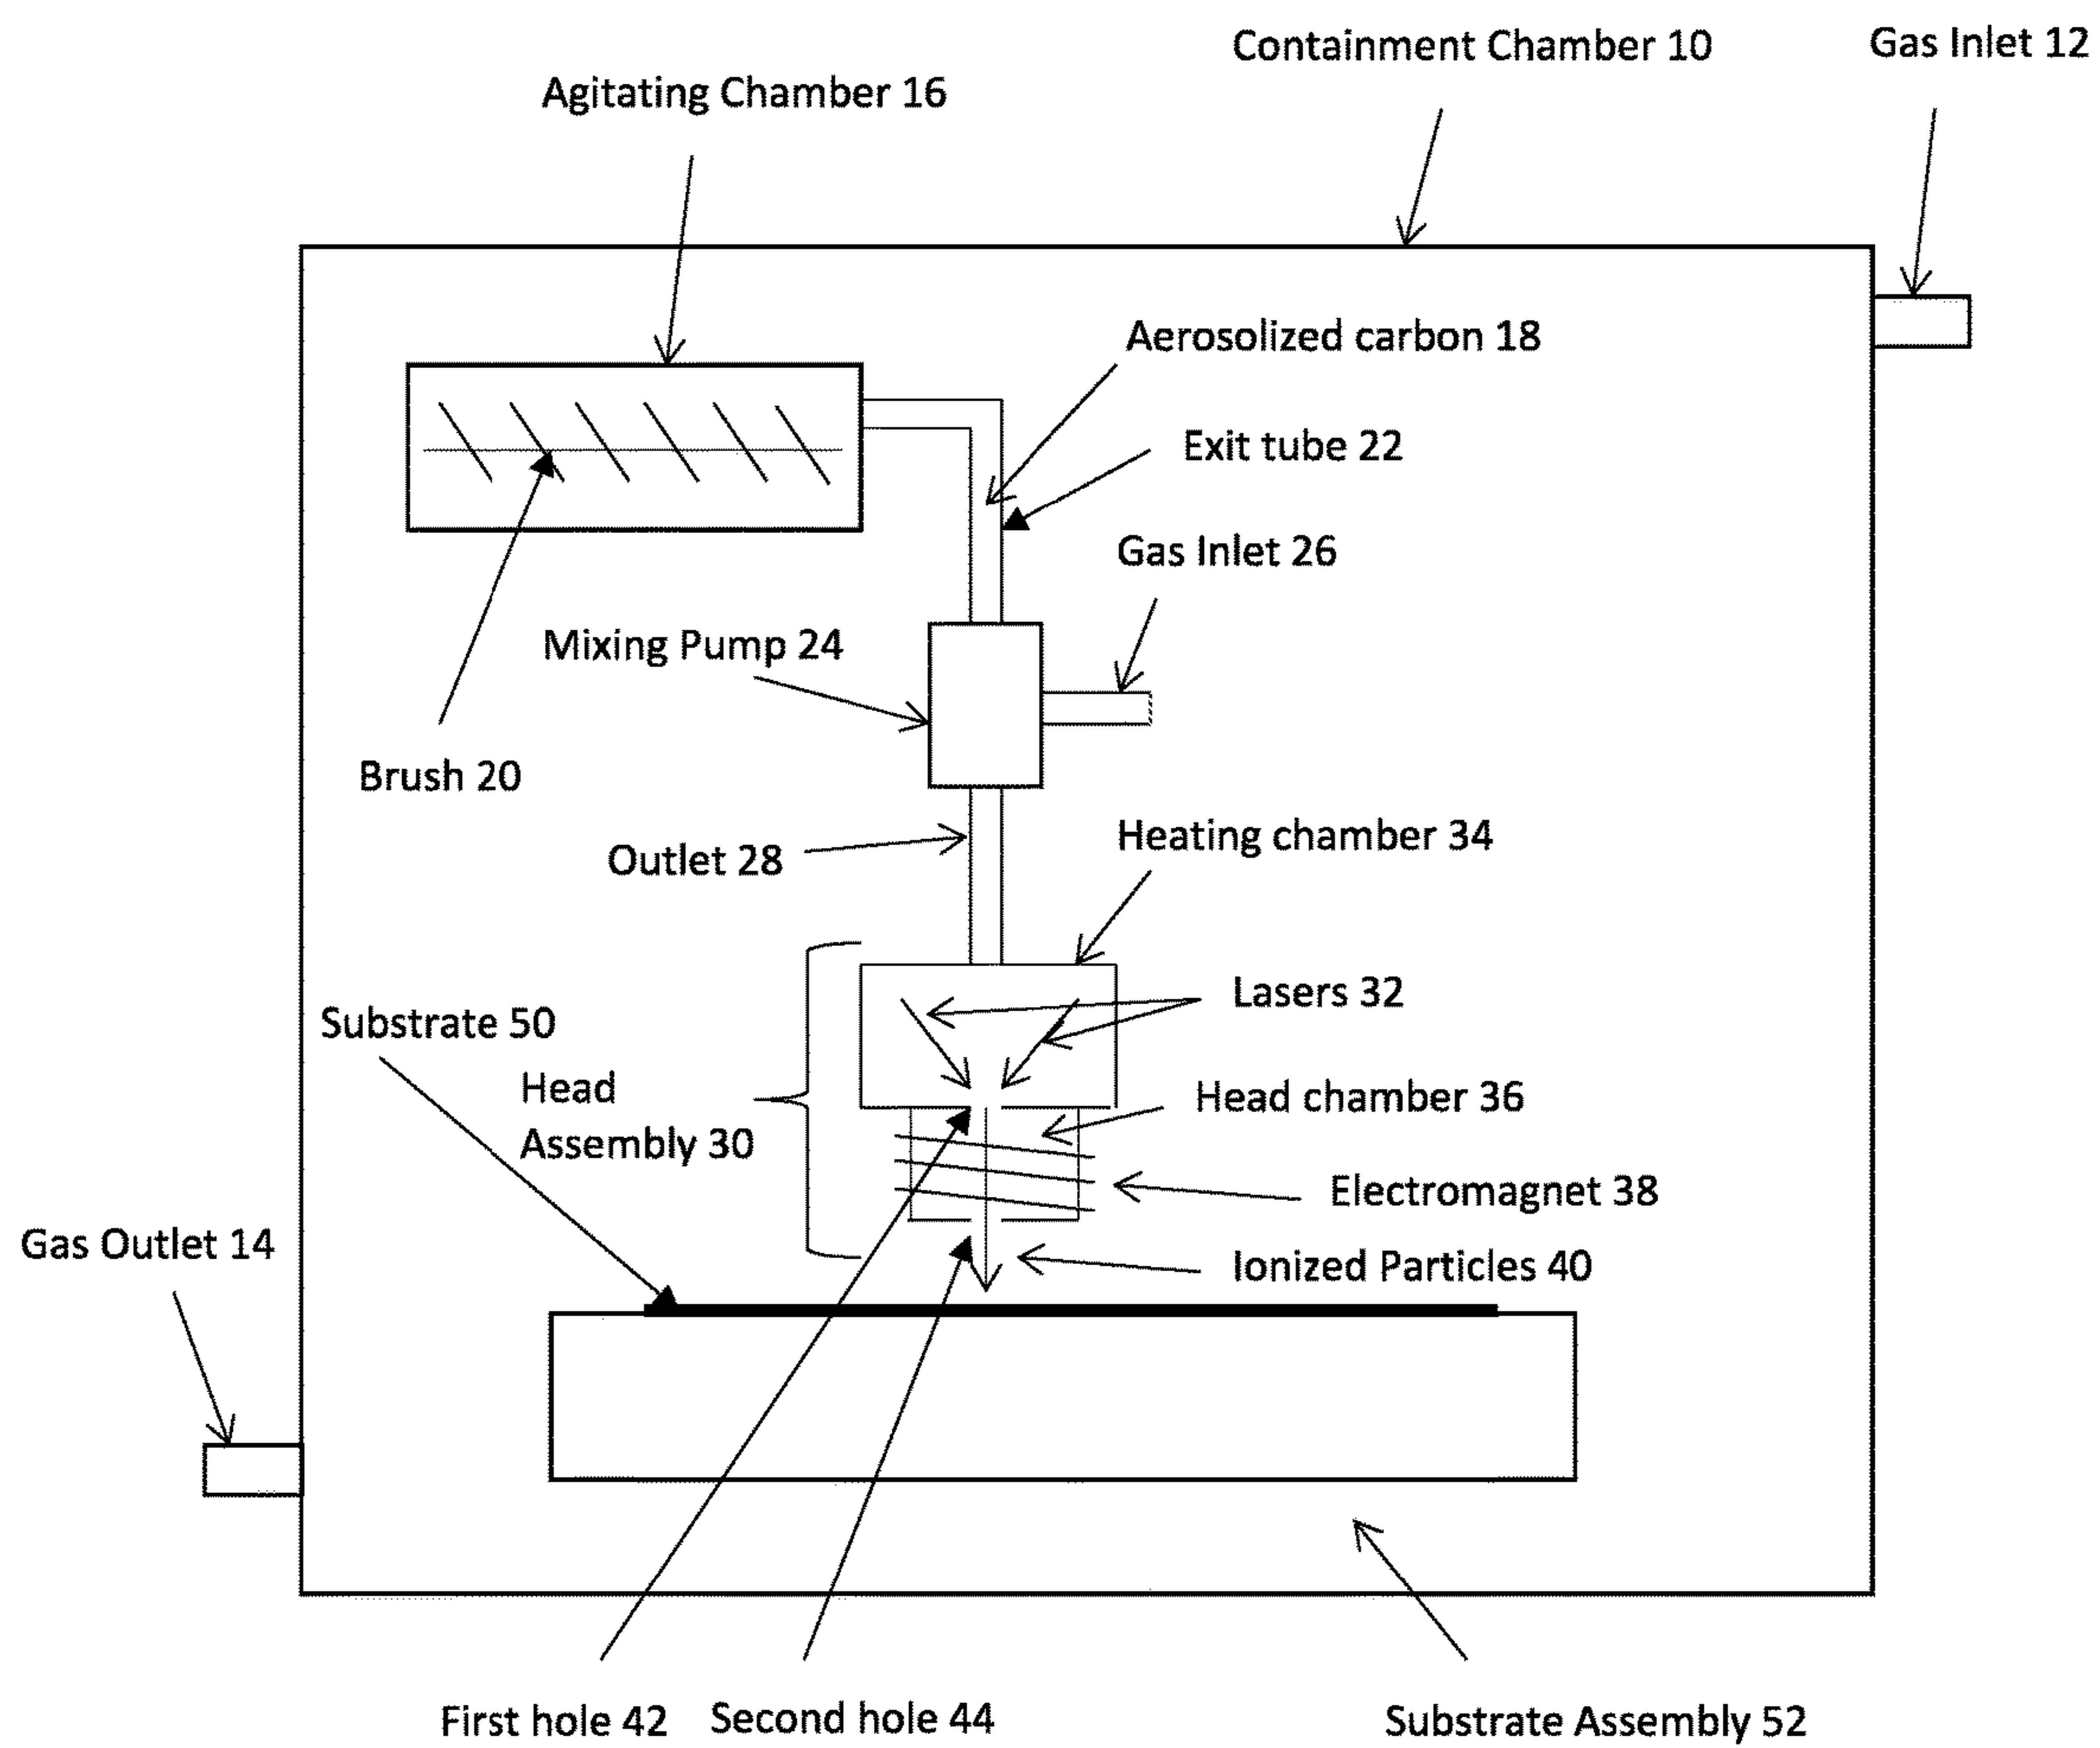 Containment Chamber 10
Gas Inlet 12
Agitating Chamber 16
Aerosolized carbon 18
Exit tube 22
Gas Inlet 26
Mixing Pump 24
Brush 20
Heating chamber 34
Outlet 28
Lasers 32
Substrate 50
Head
Assembly 30
Head chamber 36
Electromagnet 38
Gas Outlet 14
Ionized Particles 40
First hole 42
Second hole 44
Substrate Assembly 52